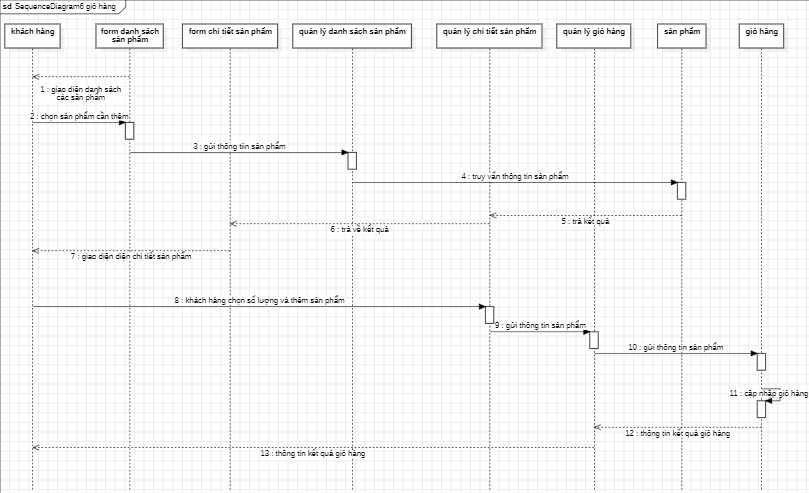 sd SequenceDiagram6 giỏ hàng
khách hàng
form danh sách
sản phẩm
form chi tiết sản phẩm
quản lý danh sách sản phẩm
quản lý chi tiết sản phẩm
quản lý giỏ hàng
sản phẩm
giỏ hàng
1 : giao diện danh sách
các sản phẩm
2 : chọn sản phẩm cần thêm
3 : gửi thông tiin sản phẩm
4 : truy vấn thông tin sản phẩm
5 : trả kết quả
6 : trả về kết quả
7 : giao diện diện chi tiết sản phẩm
8 : khách hàng chọn số lượng và thêm sản phẩm
9 : gửi thông tin sản phẩm
10 : gửi thông tin sản phẩm
11 : cập nhập giỏ hàng
12 : thông tin kết quả giỏ hàng
13 : thông tin kết quả giỏ hàng